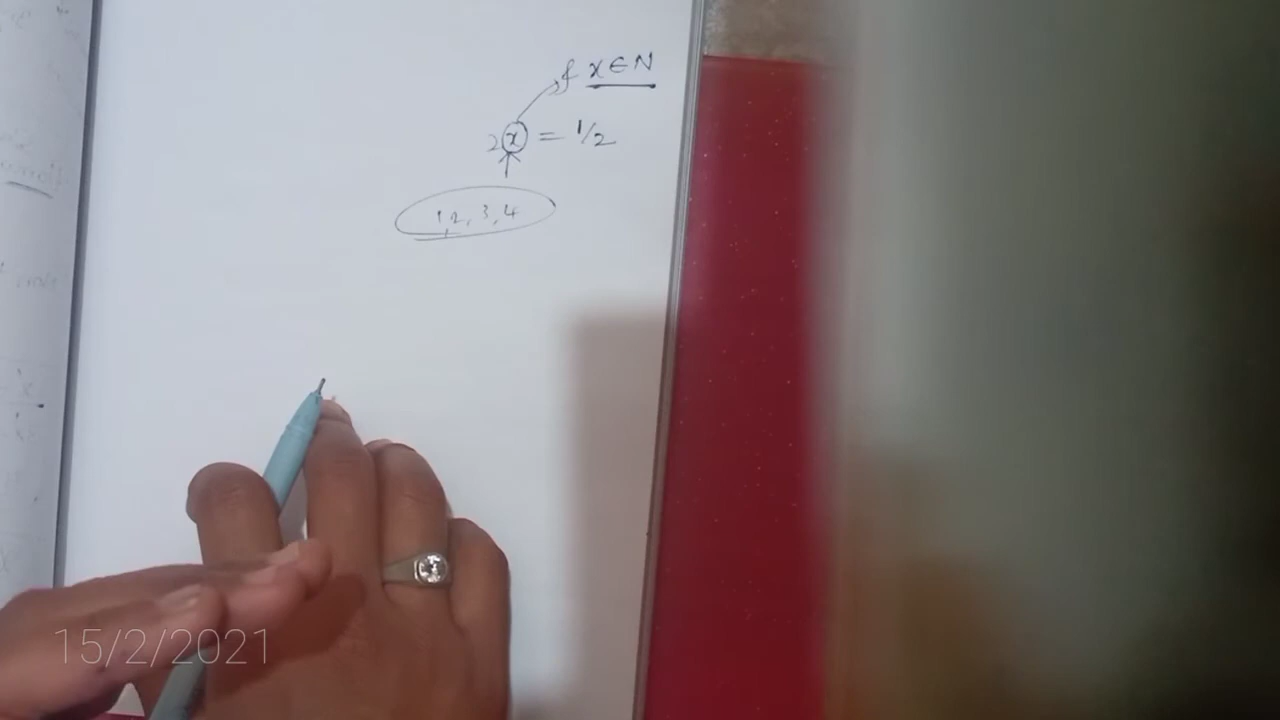 if x ∈ N
2x = 1/2
1, 2, 3, 4
15/2/2021